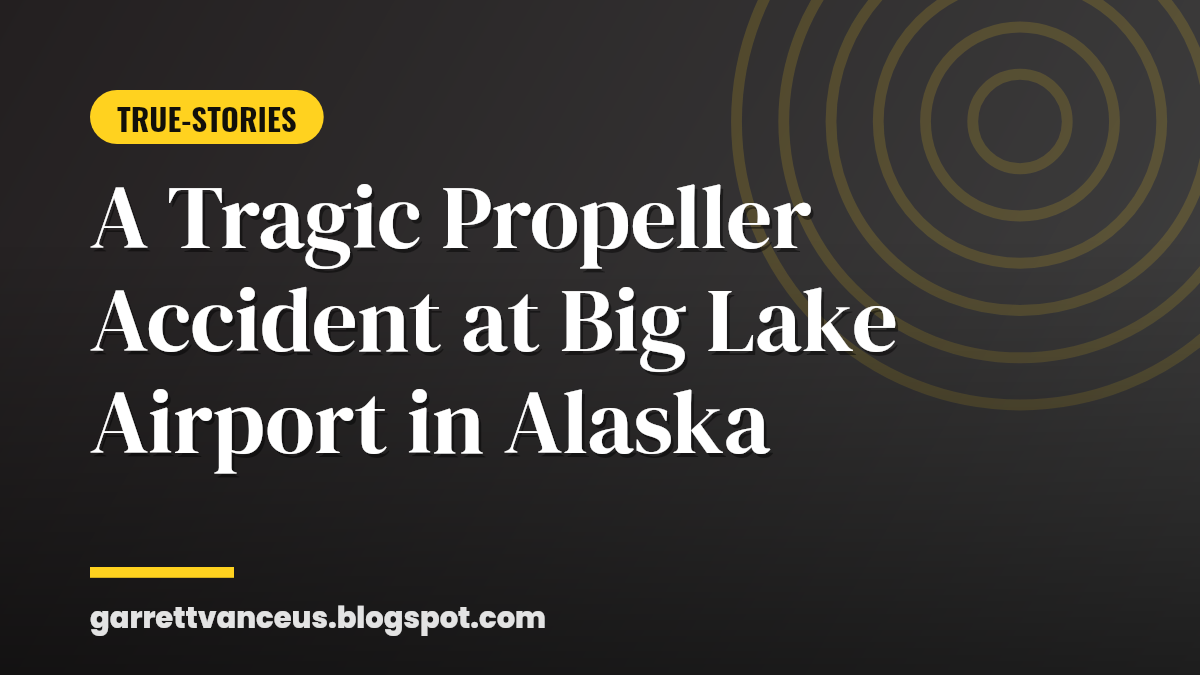 TRUE-STORIES
A Tragic Propeller
Accident at Big Lake
Airport in Alaska
garrettvanceus.blogspot.com